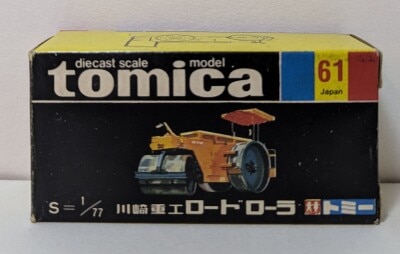 diecast scale model
tomica
61
Japan
S=1/77 川崎重工ロードローラ トミー